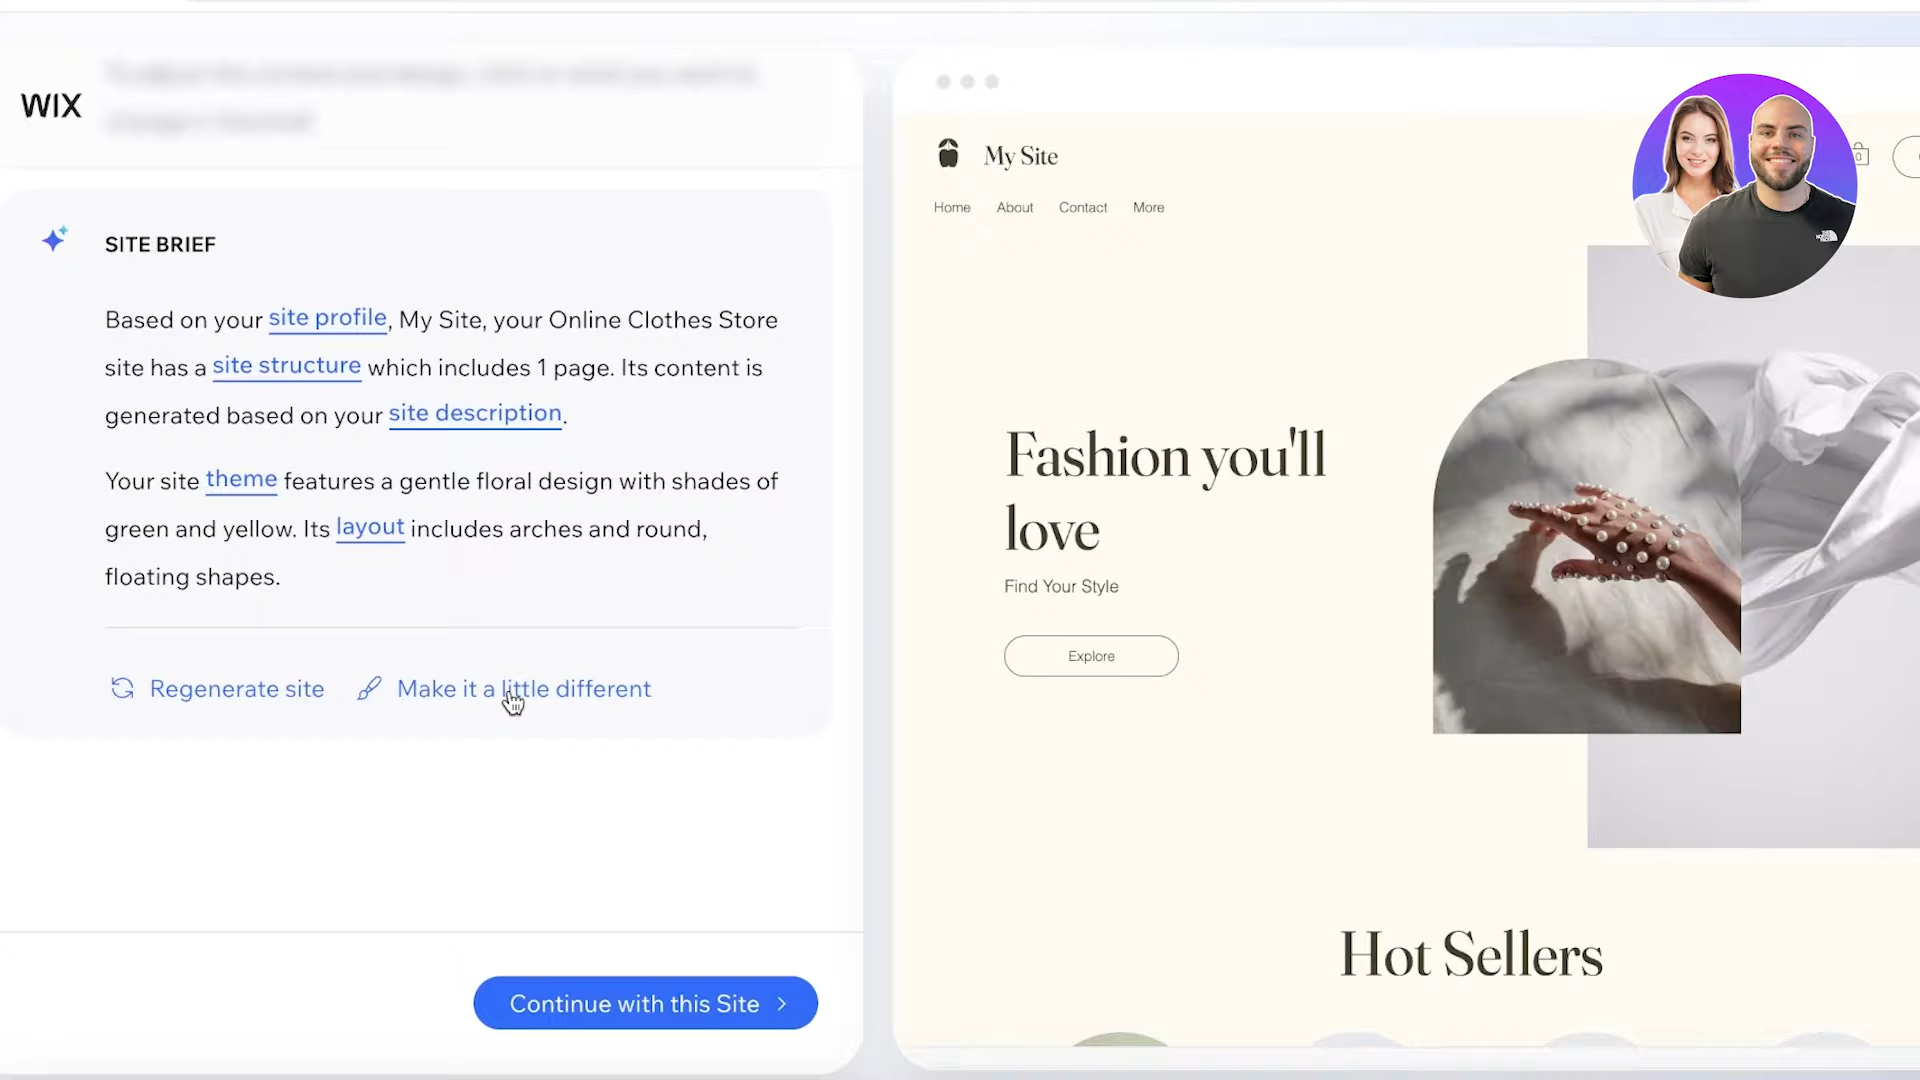 WIX
SITE BRIEF
Based on your site profile, My Site, your Online Clothes Store
site has a site structure which includes 1 page. Its content is
generated based on your site description.
Your site theme features a gentle floral design with shades of
green and yellow. Its layout includes arches and round,
floating shapes.
Regenerate site
Make it a little different
Continue with this Site
My Site
0
Home
About
Contact
More
Fashion you'll
love
Find Your Style
Explore
Hot Sellers